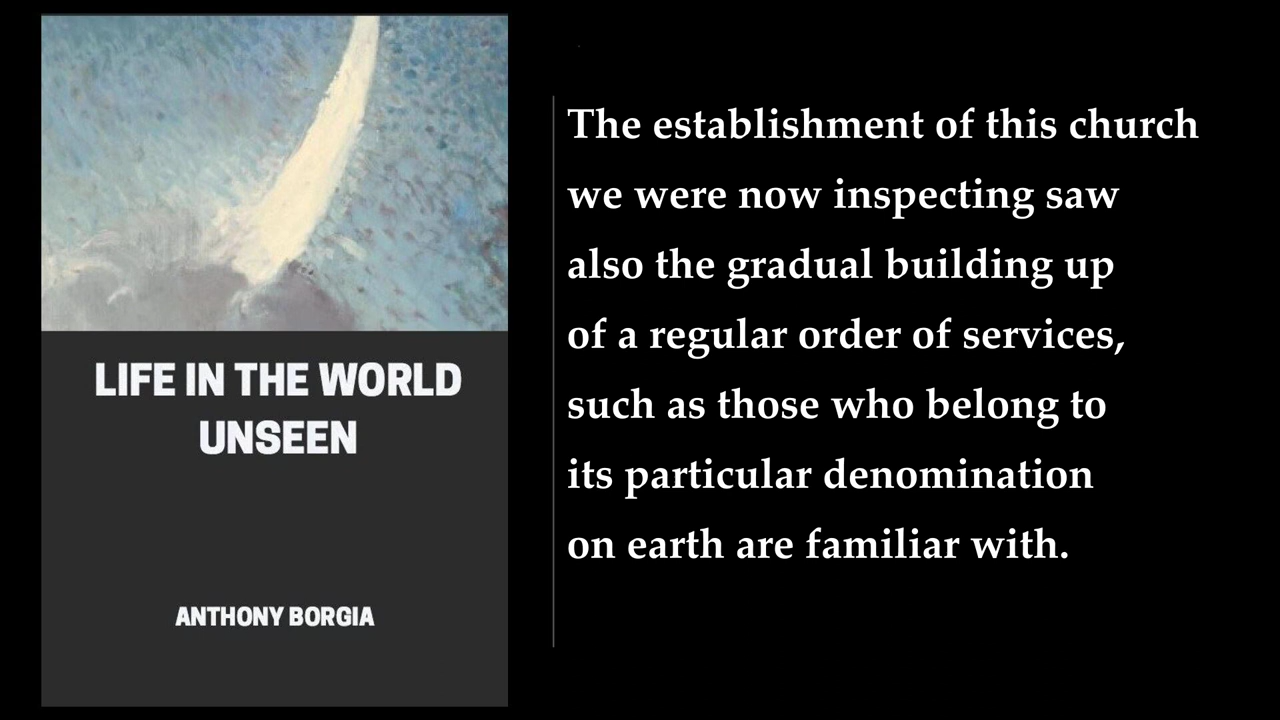 LIFE IN THE WORLD
UNSEEN
ANTHONY BORGIA
The establishment of this church
we were now inspecting saw
also the gradual building up
of a regular order of services,
such as those who belong to
its particular denomination
on earth are familiar with.